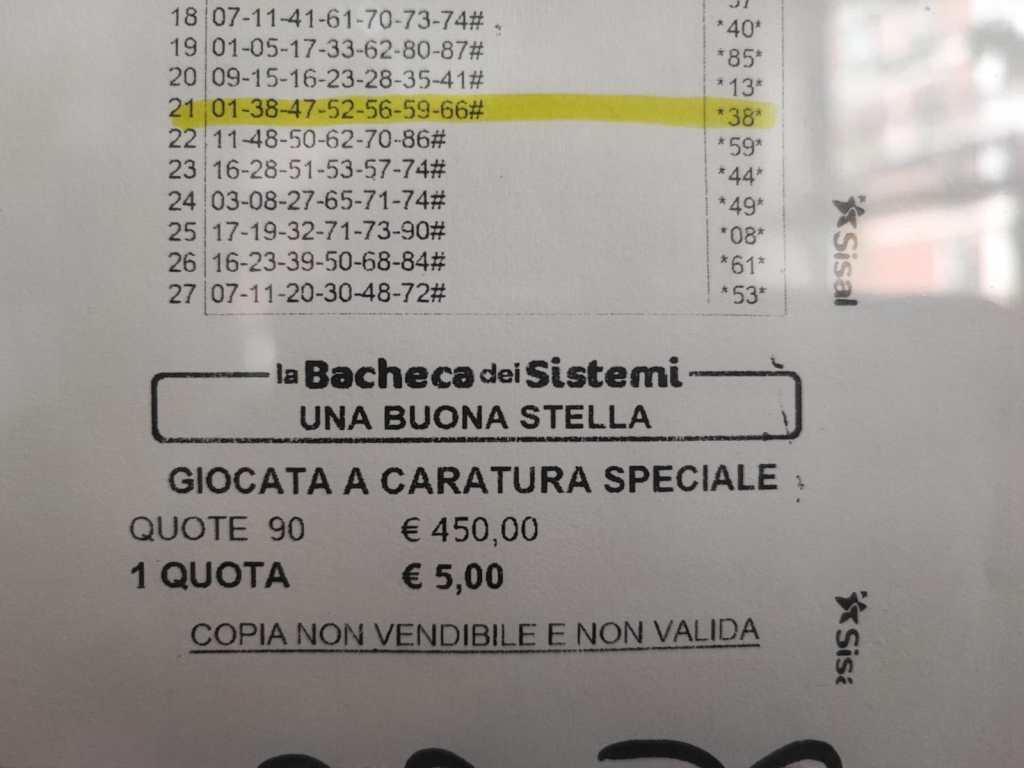 18 07-11-41-61-70-73-74# *40*
19 01-05-17-33-62-80-87# *85*
20 09-15-16-23-28-35-41# *13*
21 01-38-47-52-56-59-66# *38*
22 11-48-50-62-70-86# *59*
23 16-28-51-53-57-74# *44*
24 03-08-27-65-71-74# *49*
25 17-19-32-71-73-90# *08*
26 16-23-39-50-68-84# *61*
27 07-11-20-30-48-72# *53*
Sisal
la Bacheca dei Sistemi
UNA BUONA STELLA
GIOCATA A CARATURA SPECIALE
QUOTE 90 € 450,00
1 QUOTA € 5,00
COPIA NON VENDIBILE E NON VALIDA
Sisa